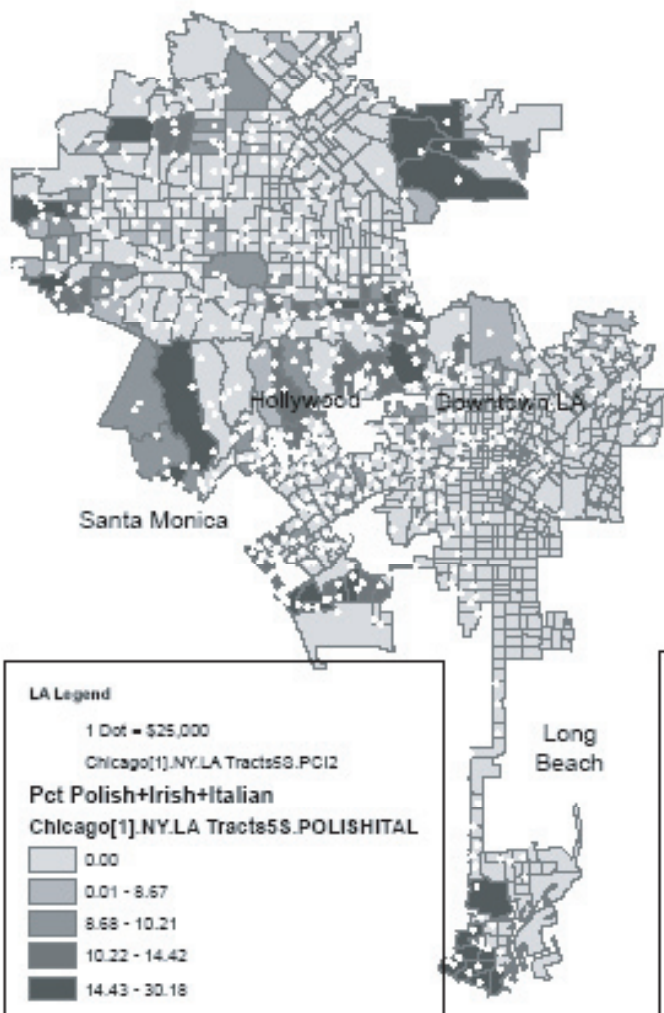 Hollywood
Downtown LA
Santa Monica
Long
Beach
LA Legend
1 Dot = $25,000
Chicago[1].NY.LA Tracts5S.PCI2
Pct Polish+Irish+Italian
Chicago[1].NY.LA Tracts5S.POLISHITAL
0.00
0.01 - 8.67
8.68 - 10.21
10.22 - 14.42
14.43 - 30.18